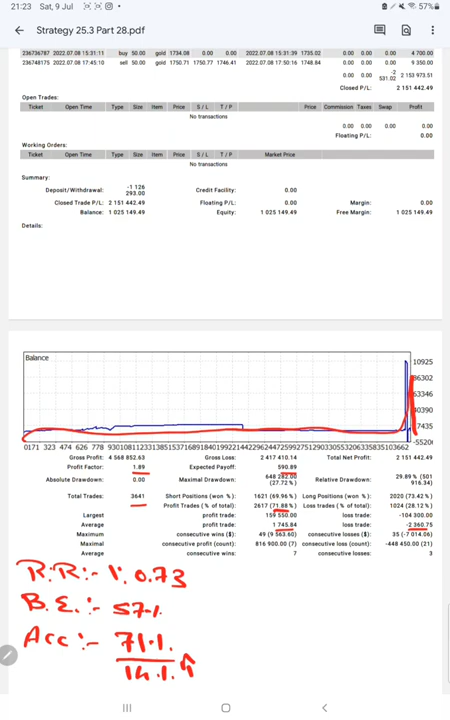 21:23 Sat, 9 Jul 57%
Strategy 25.3 Part 28.pdf
236736787 2022.07.08 15:31:11 buy 50.00 gold 1734.08 0.00 0.00 2022.07.08 15:31:39 1735.02 0.00 0.00 0.00 4 700.00
236748175 2022.07.08 17:45:10 sell 50.00 gold 1750.71 1750.77 1746.41 2022.07.08 17:50:16 1748.84 0.00 0.00 0.00 9 350.00
0.00 0.00 -2 531.02 2 153 973.51
Closed P/L: 2 151 442.49
Open Trades:
Ticket Open Time Type Size Item Price S / L T / P Price Commission Taxes Swap Profit
No transactions
0.00 0.00 0.00 0.00
Floating P/L: 0.00
Working Orders:
Ticket Open Time Type Size Item Price S / L T / P Market Price
No transactions
Summary:
Deposit/Withdrawal: -1 126 293.00 Credit Facility: 0.00
Closed Trade P/L: 2 151 442.49 Floating P/L: 0.00 Margin: 0.00
Balance: 1 025 149.49 Equity: 1 025 149.49 Free Margin: 1 025 149.49
Details:
Balance
10925
86302
63346
40390
17435
-5520
Gross Profit: 4 568 852.63 Gross Loss: 2 417 410.14 Total Net Profit: 2 151 442.49
Profit Factor: 1.89 Expected Payoff: 590.89
Absolute Drawdown: 0.00 Maximal Drawdown: 648 282.00 (27.72 %) Relative Drawdown: 29.89 % (501 916.34)
Total Trades: 3641 Short Positions (won %): 1621 (69.96 %) Long Positions (won %): 2020 (73.42 %)
Profit Trades (% of total): 2617 (71.88 %) Loss trades (% of total): 1024 (28.12 %)
Largest profit trade: 159 550.00 loss trade: -104 300.00
Average profit trade: 1 745.84 loss trade: -2 360.75
Maximum consecutive wins ($): 49 (9 563.60) consecutive losses ($): 35 (-7 014.06)
Maximal consecutive profit (count): 816 900.00 (7) consecutive loss (count): -448 450.00 (21)
Average consecutive wins: 7 consecutive losses: 3
R.R:- 1:0.73
B.E.:- 57%
Acc:- 71%
14%↑